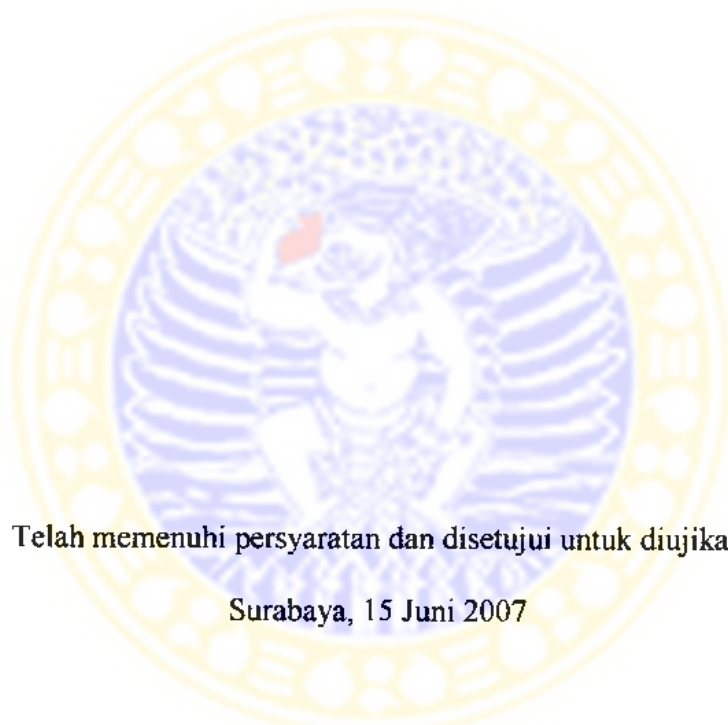 Telah memenuhi persyaratan dan disetujui untuk diujika
Surabaya, 15 Juni 2007